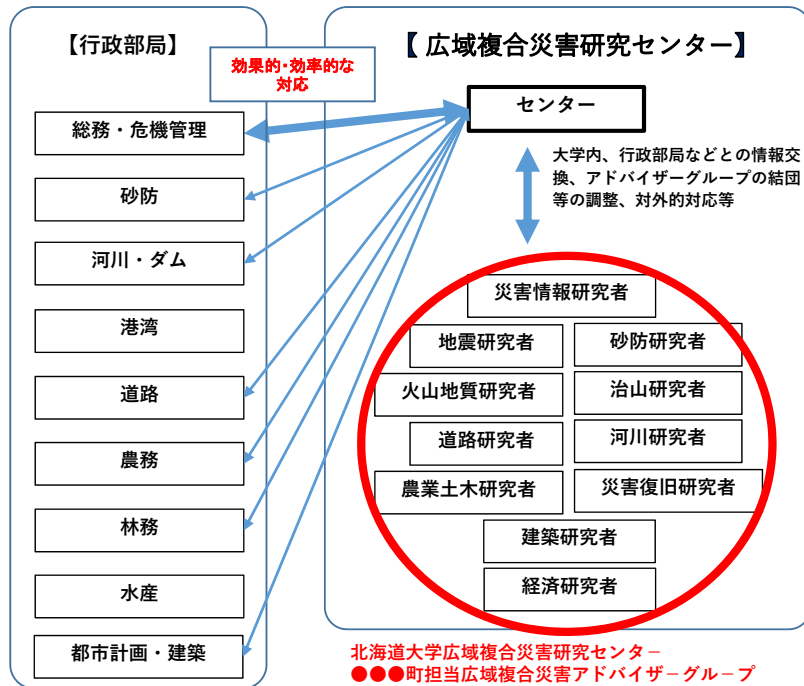 【行政部局】
効果的･効率的な
対応
総務・危機管理
砂防
河川・ダム
港湾
道路
農務
林務
水産
都市計画・建築
【 広域複合災害研究センター】
センター
大学内、行政部局などとの情報交
換、アドバイザーグループの結団
等の調整、対外的対応等
災害情報研究者
地震研究者
砂防研究者
火山地質研究者
治山研究者
道路研究者
河川研究者
農業土木研究者
災害復旧研究者
建築研究者
経済研究者
北海道大学広域複合災害研究センタ－
●●●町担当広域複合災害アドバイザ－グル－プ